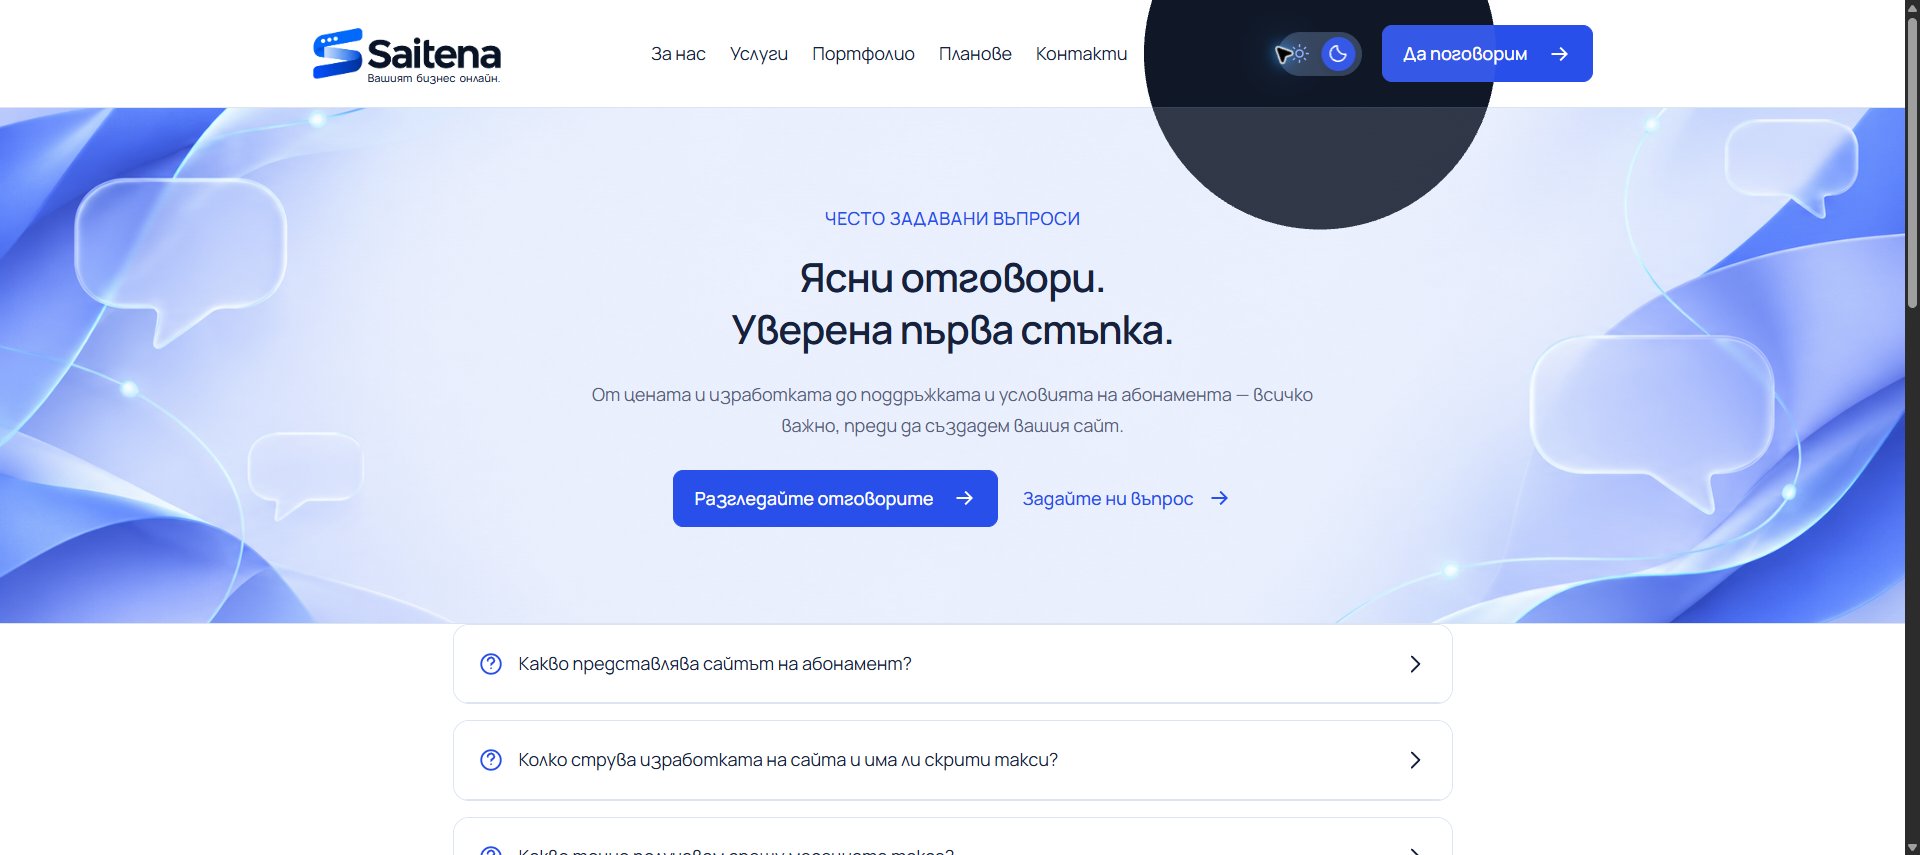 Saitena
Вашият бизнес онлайн.
За нас
Услуги
Портфолио
Планове
Контакти
Да поговорим
ЧЕСТО ЗАДАВАНИ ВЪПРОСИ
Ясни отговори.
Уверена първа стъпка.
От цената и изработката до поддръжката и условията на абонамента — всичко
важно, преди да създадем вашия сайт.
Разгледайте отговорите
Задайте ни въпрос
Какво представлява сайтът на абонамент?
Колко струва изработката на сайта и има ли скрити такси?